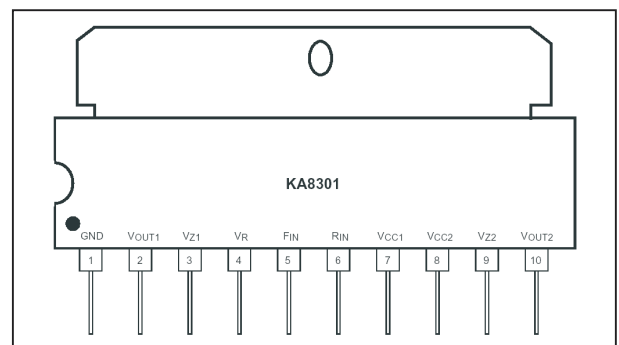 KA8301
GND VOUT1 VZ1 VR FIN RIN VCC1 VCC2 VZ2 VOUT2
1 2 3 4 5 6 7 8 9 10